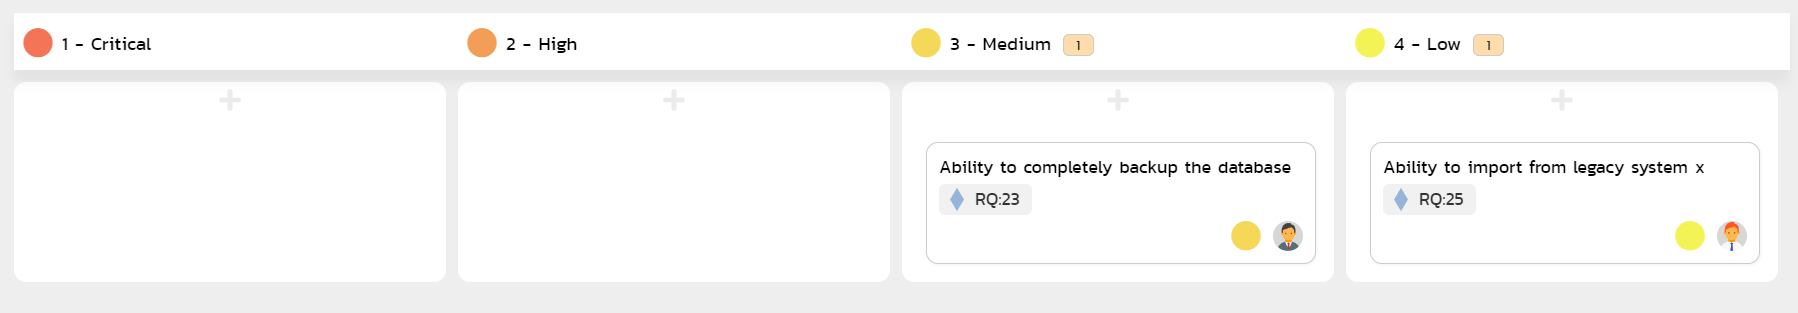 1 - Critical
2 - High
3 - Medium 1
4 - Low 1
Ability to completely backup the database
RQ:23
Ability to import from legacy system x
RQ:25